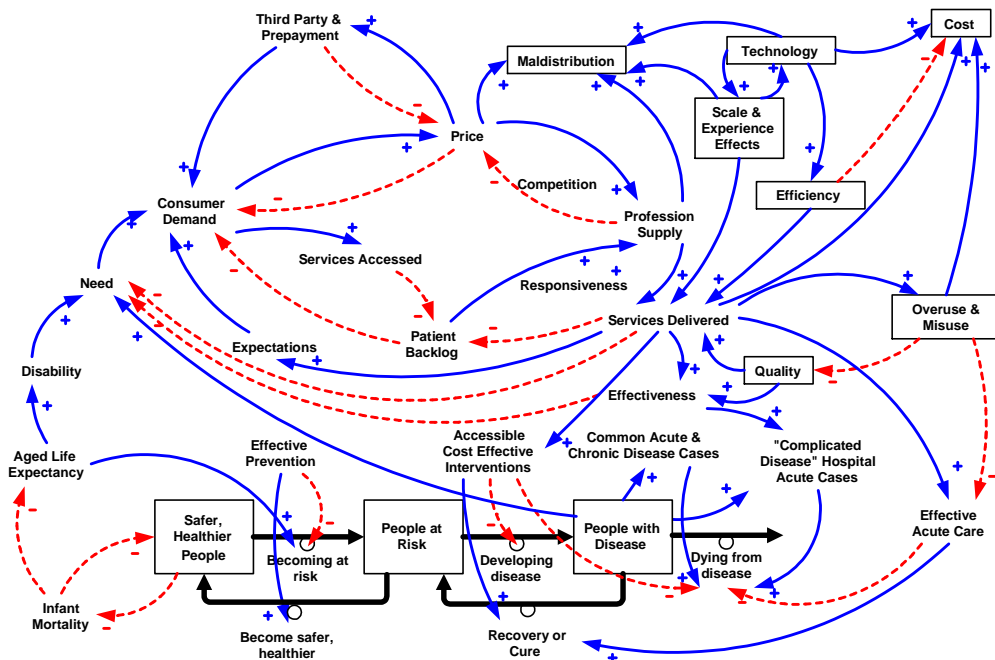 Third Party &
Prepayment
Cost
Technology
Maldistribution
Scale &
Experience
Effects
Price
Competition
Efficiency
Consumer
Demand
Profession
Supply
Services Accessed
Need
Responsiveness
Overuse &
Misuse
Services Delivered
Patient
Backlog
Expectations
Disability
Quality
Effectiveness
Aged Life
Expectancy
Effective
Prevention
Accessible
Cost Effective
Interventions
Common Acute &
Chronic Disease Cases
"Complicated
Disease" Hospital
Acute Cases
Effective
Acute Care
Safer,
Healthier
People
People at
Risk
People with
Disease
Becoming at
risk
Developing
disease
Dying from
disease
Infant
Mortality
Become safer,
healthier
Recovery or
Cure